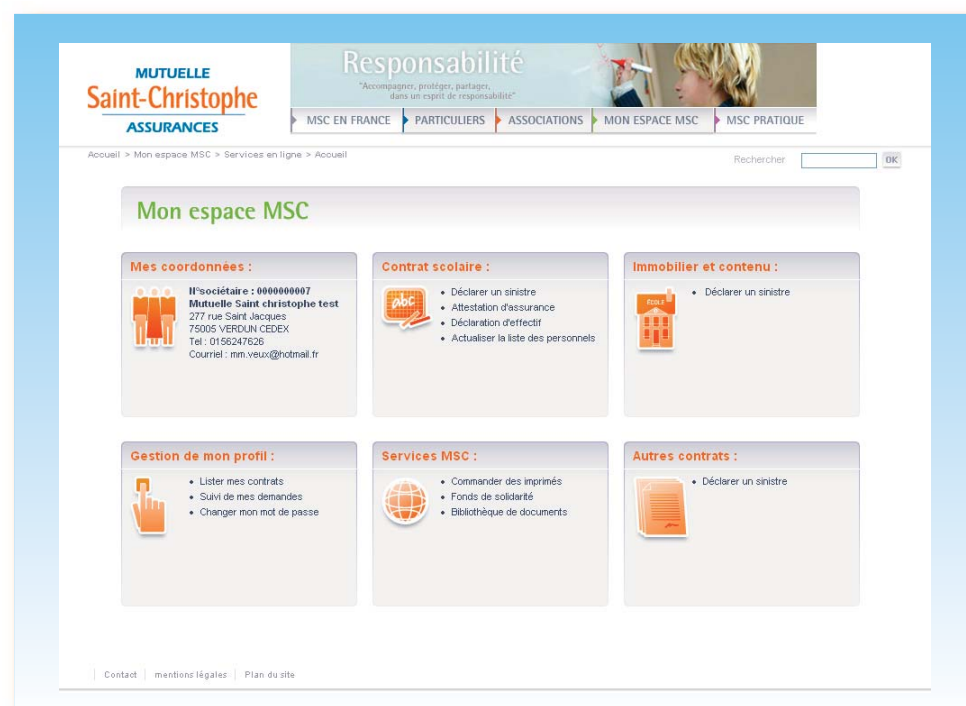 MUTUELLE
Saint-Christophe
ASSURANCES
Responsabilité
"Accompagner, protéger, partager,
dans un esprit de responsabilité"
MSC EN FRANCE PARTICULIERS ASSOCIATIONS MON ESPACE MSC MSC PRATIQUE
Accueil > Mon espace MSC > Services en ligne > Accueil
Rechercher OK
Mon espace MSC
Mes coordonnées :
N°sociétaire : 0000000007
Mutuelle Saint christophe test
277 rue Saint Jacques
75005 VERDUN CEDEX
Tel : 0156247626
Courriel : mm.veux@hotmail.fr
Contrat scolaire :
abc
• Déclarer un sinistre
• Attestation d'assurance
• Déclaration d'effectif
• Actualiser la liste des personnels
Immobilier et contenu :
ECOLE
• Déclarer un sinistre
Gestion de mon profil :
• Lister mes contrats
• Suivi de mes demandes
• Changer mon mot de passe
Services MSC :
• Commander des imprimés
• Fonds de solidarité
• Bibliothèque de documents
Autres contrats :
• Déclarer un sinistre
Contact mentions légales Plan du site